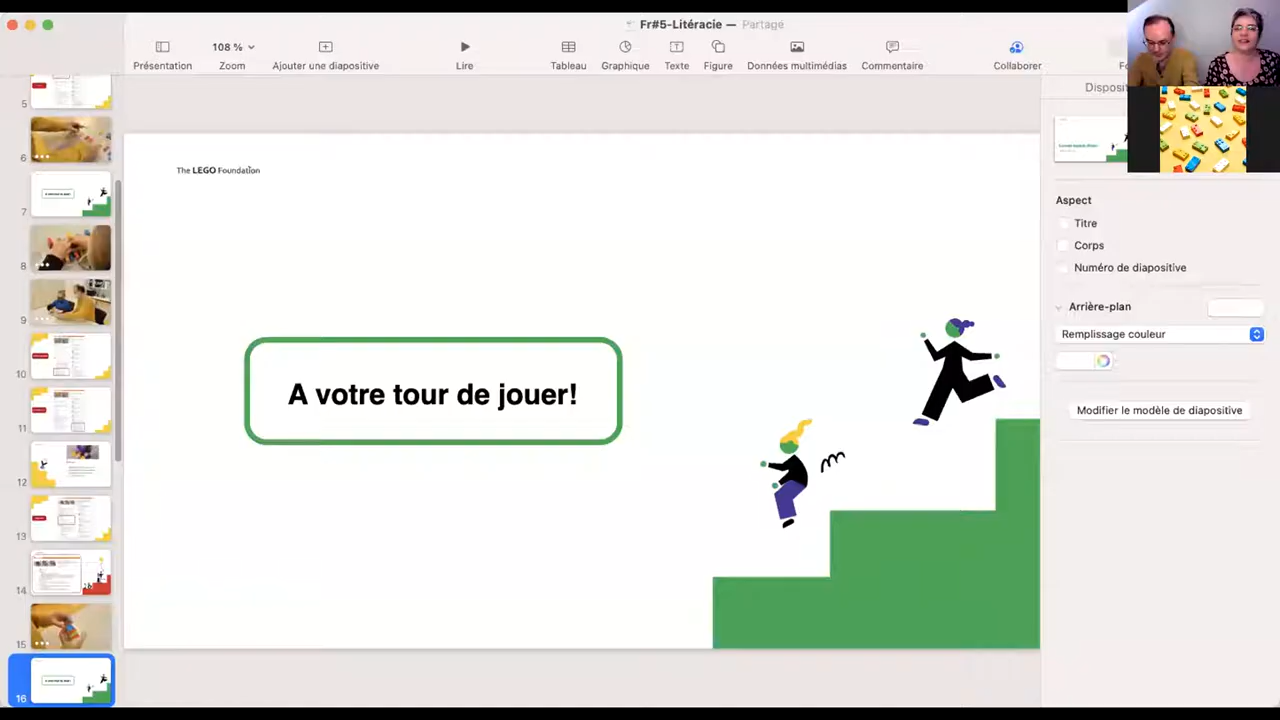 Fr#5-Litéracie — Partagé
108 %
Présentation
Zoom
Ajouter une diapositive
Lire
Tableau
Graphique
Texte
Figure
Données multimédias
Commentaire
Collaborer
The LEGO Foundation
A votre tour de jouer!
5
6
7
8
9
10
11
12
13
14
15
16
Aspect
Titre
Corps
Numéro de diapositive
Arrière-plan
Remplissage couleur
Modifier le modèle de diapositive